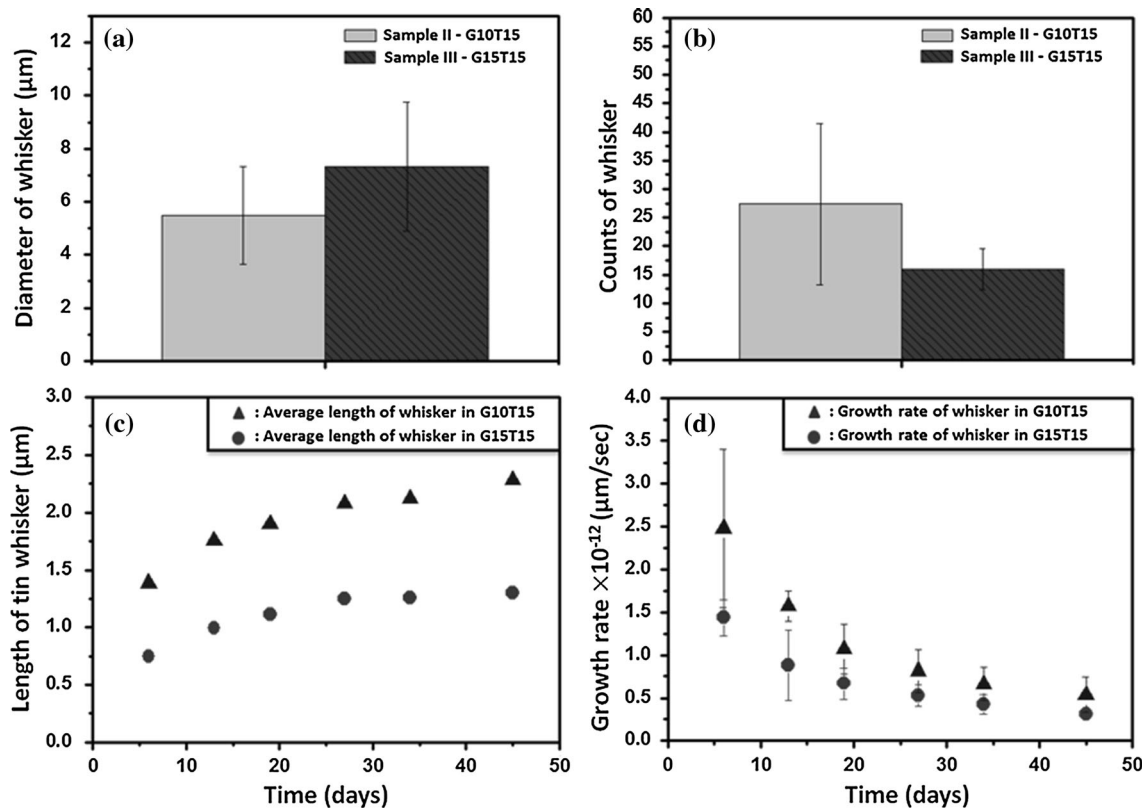 (a)
Sample II - G10T15
Sample III - G15T15
Diameter of whisker (μm)
12
10
8
6
4
2
0
(b)
Sample II - G10T15
Sample III - G15T15
Counts of whisker
60
55
50
45
40
35
30
25
20
15
10
5
0
(c)
: Average length of whisker in G10T15
: Average length of whisker in G15T15
Length of tin whisker (μm)
3.0
2.5
2.0
1.5
1.0
0.5
0.0
0 10 20 30 40 50
Time (days)
(d)
: Growth rate of whisker in G10T15
: Growth rate of whisker in G15T15
Growth rate ×10⁻¹² (μm/sec)
4.0
3.5
3.0
2.5
2.0
1.5
1.0
0.5
0.0
0 10 20 30 40 50
Time (days)